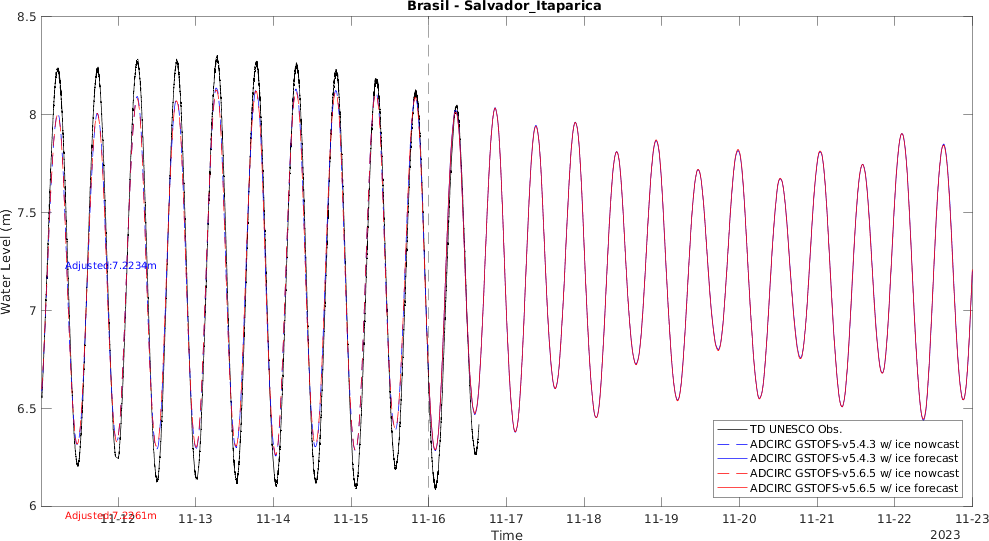 Brasil - Salvador_Itaparica
8.5
8
7.5
7
6.5
6
Water Level (m)
Adjusted:7.2234m
Adjusted:7.2261m
TD UNESCO Obs.
ADCIRC GSTOFS-v5.4.3 w/ ice nowcast
ADCIRC GSTOFS-v5.4.3 w/ ice forecast
ADCIRC GSTOFS-v5.6.5 w/ ice nowcast
ADCIRC GSTOFS-v5.6.5 w/ ice forecast
11-12 11-13 11-14 11-15 11-16 11-17 11-18 11-19 11-20 11-21 11-22 11-23
Time
2023